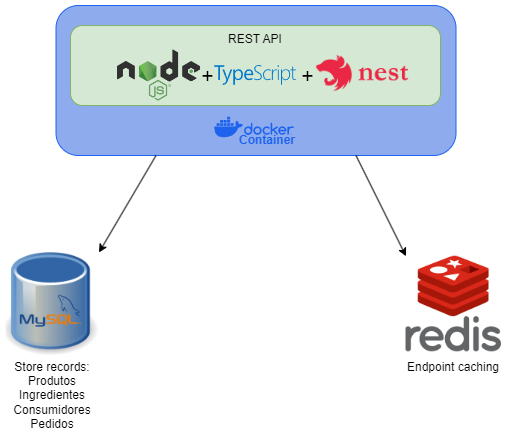 REST API
node + TypeScript + nest
JS
docker
Container
MySQL
redis
Store records:
Produtos
Ingredientes
Consumidores
Pedidos
Endpoint caching